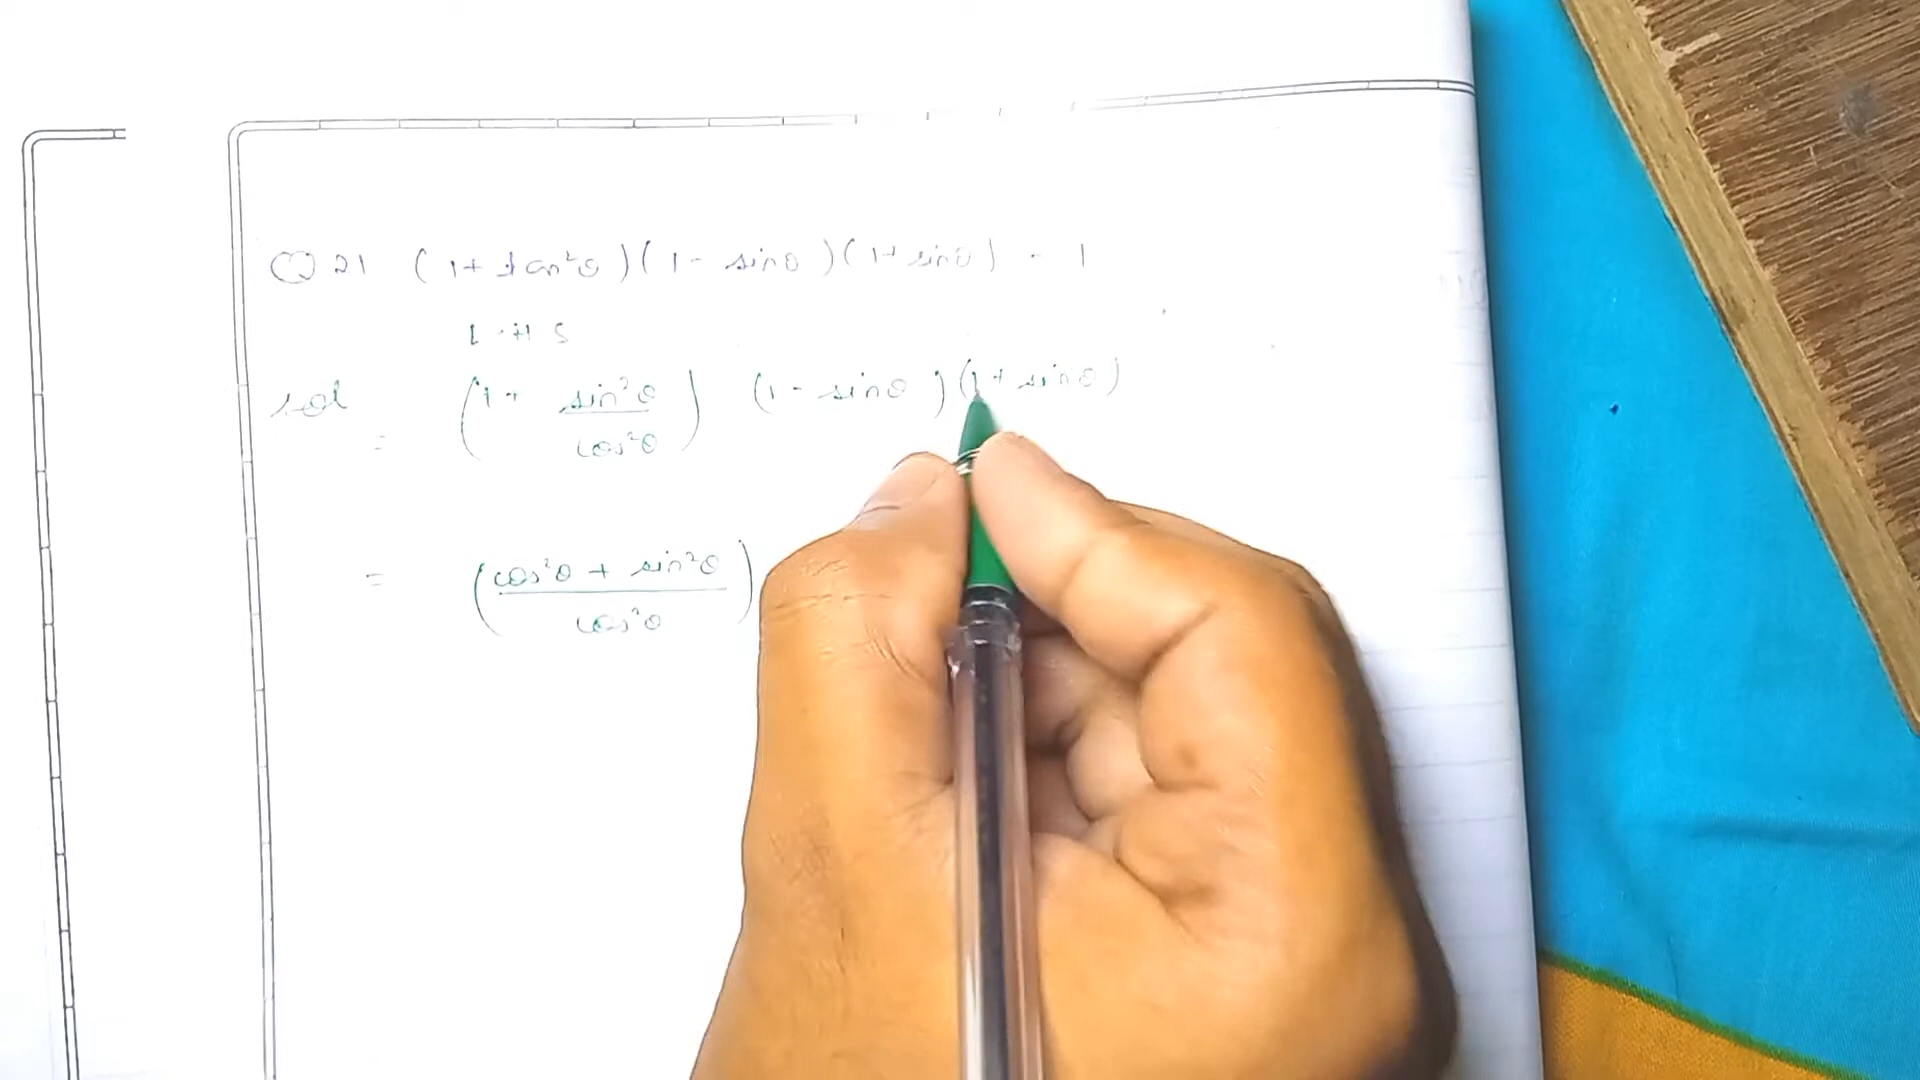 Q 21 (1 + tan²θ)(1 - sinθ)(1 + sinθ) = 1
L.H.S
Sol (1 + sin²θ/cos²θ) (1 - sinθ)(1 + sinθ)
=
= (cos²θ + sin²θ/cos²θ)